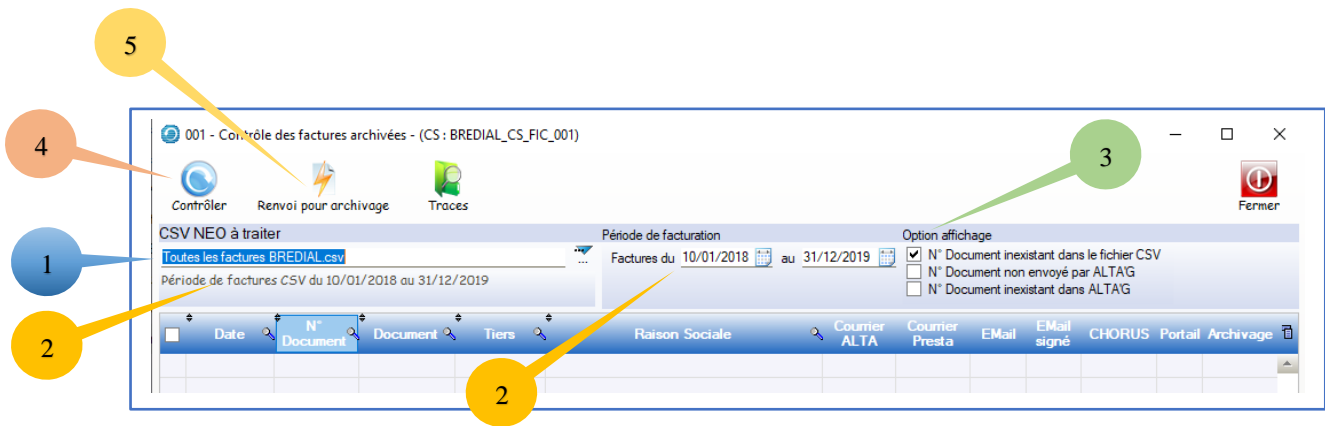 5
4
3
1
2
2
001 - Contrôle des factures archivées - (CS : BREDIAL_CS_FIC_001)
Contrôler
Renvoi pour archivage
Traces
Fermer
CSV NEO à traiter
Toutes les factures BREDIAL.csv
...
Période de factures CSV du 10/01/2018 au 31/12/2019
Période de facturation
Factures du 10/01/2018 au 31/12/2019
Option affichage
N° Document inexistant dans le fichier CSV
N° Document non envoyé par ALTA'G
N° Document inexistant dans ALTA'G
Date
N° Document
Document
Tiers
Raison Sociale
Courrier ALTA
Courrier Presta
EMail
EMail signé
CHORUS
Portail
Archivage